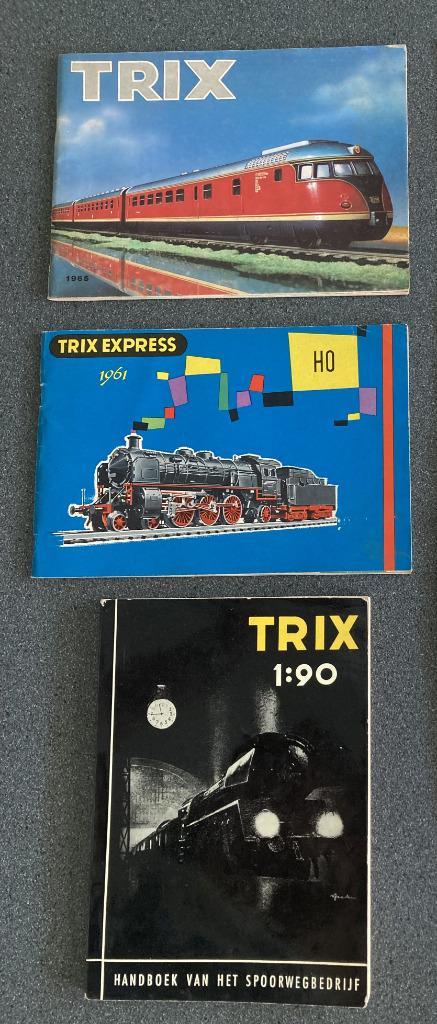 TRIX
1965
TRIX EXPRESS
1961
HO
TRIX
1:90
HANDBOEK VAN HET SPOORWEGBEDRIJF